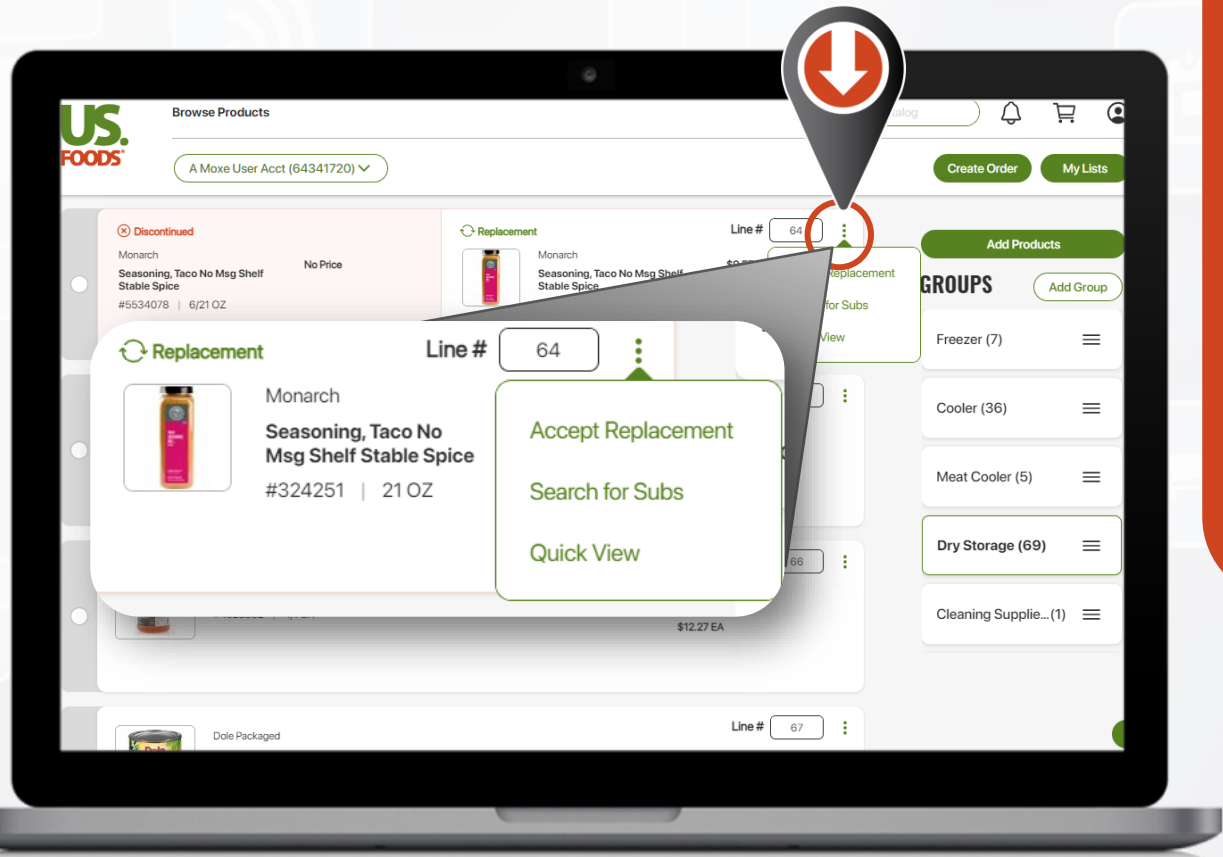 US.
FOODS
Browse Products
A Moxe User Acct (64341720)
Create Order
My Lists
Discontinued
Monarch
Seasoning, Taco No Msg Shelf
Stable Spice
#5534078 | 6/21 OZ
No Price
Replacement
Monarch
Seasoning, Taco No Msg Shelf
Stable Spice
Line # 64
Replacement
for Subs
View
Replacement
Line # 64
Monarch
Seasoning, Taco No
Msg Shelf Stable Spice
#324251 | 21 OZ
Accept Replacement
Search for Subs
Quick View
66
$12.27 EA
Dole Packaged
Line # 67
Add Products
GROUPS
Add Group
Freezer (7)
Cooler (36)
Meat Cooler (5)
Dry Storage (69)
Cleaning Supplie...(1)